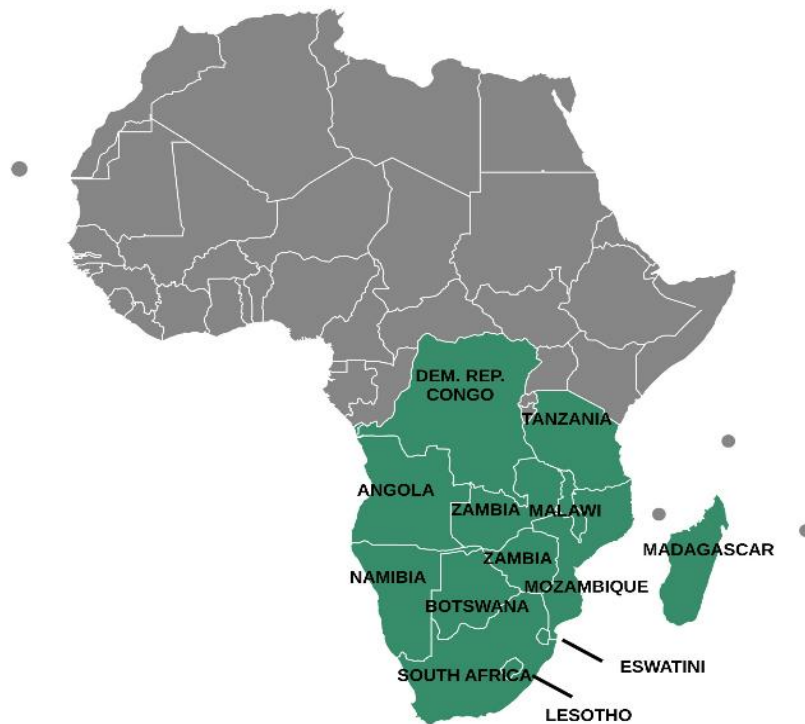 DEM. REP.
CONGO
TANZANIA
ANGOLA
ZAMBIA
MALAWI
MADAGASCAR
ZAMBIA
NAMIBIA
MOZAMBIQUE
BOTSWANA
ESWATINI
SOUTH AFRICA
LESOTHO